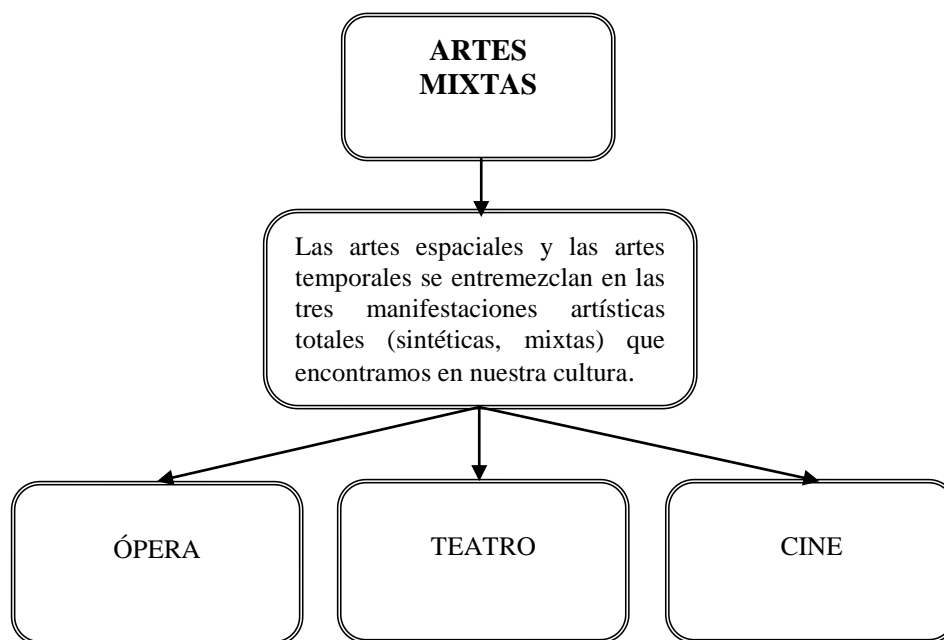 ARTES
MIXTAS
Las artes espaciales y las artes
temporales se entremezclan en las
tres manifestaciones artísticas
totales (sintéticas, mixtas) que
encontramos en nuestra cultura.
ÓPERA
TEATRO
CINE